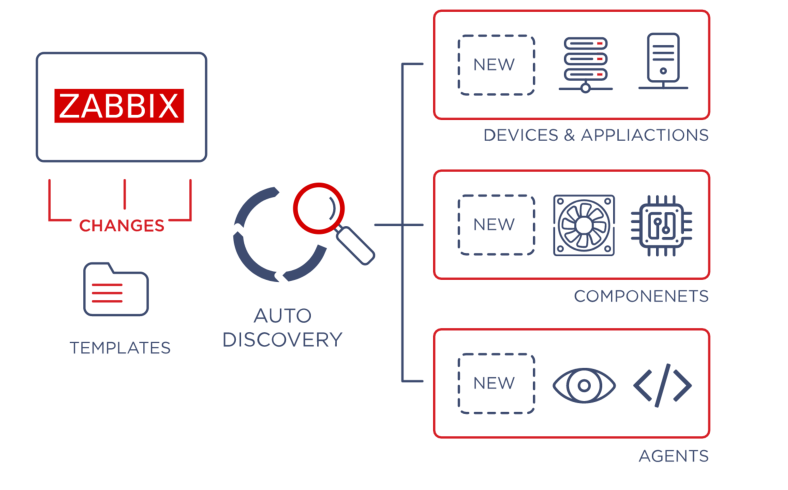 ZABBIX
CHANGES
TEMPLATES
AUTO
DISCOVERY
NEW
DEVICES & APPLIACTIONS
NEW
COMPONENETS
NEW
AGENTS